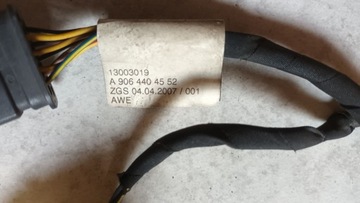 13003019
A 906 440 45 52
ZGS 04.04.2007 / 001
AWE